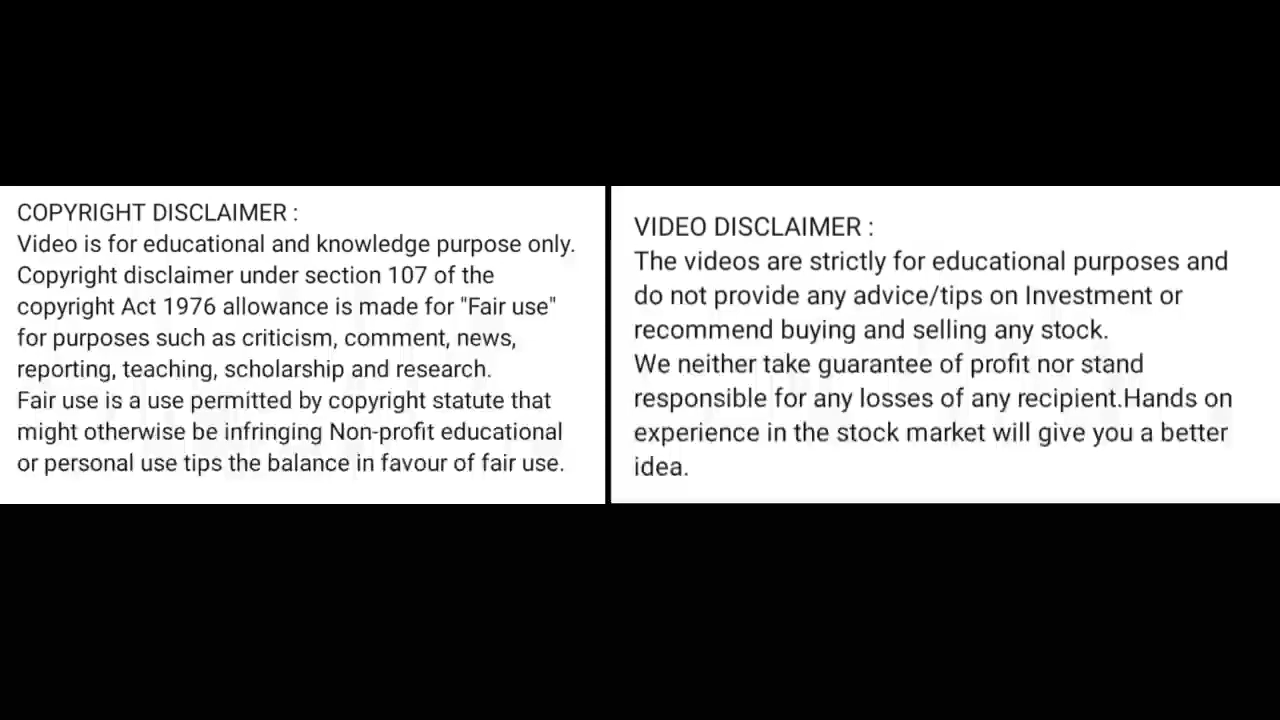 COPYRIGHT DISCLAIMER :
Video is for educational and knowledge purpose only.
Copyright disclaimer under section 107 of the
copyright Act 1976 allowance is made for "Fair use"
for purposes such as criticism, comment, news,
reporting, teaching, scholarship and research.
Fair use is a use permitted by copyright statute that
might otherwise be infringing Non-profit educational
or personal use tips the balance in favour of fair use.
VIDEO DISCLAIMER :
The videos are strictly for educational purposes and
do not provide any advice/tips on Investment or
recommend buying and selling any stock.
We neither take guarantee of profit nor stand
responsible for any losses of any recipient.Hands on
experience in the stock market will give you a better
idea.